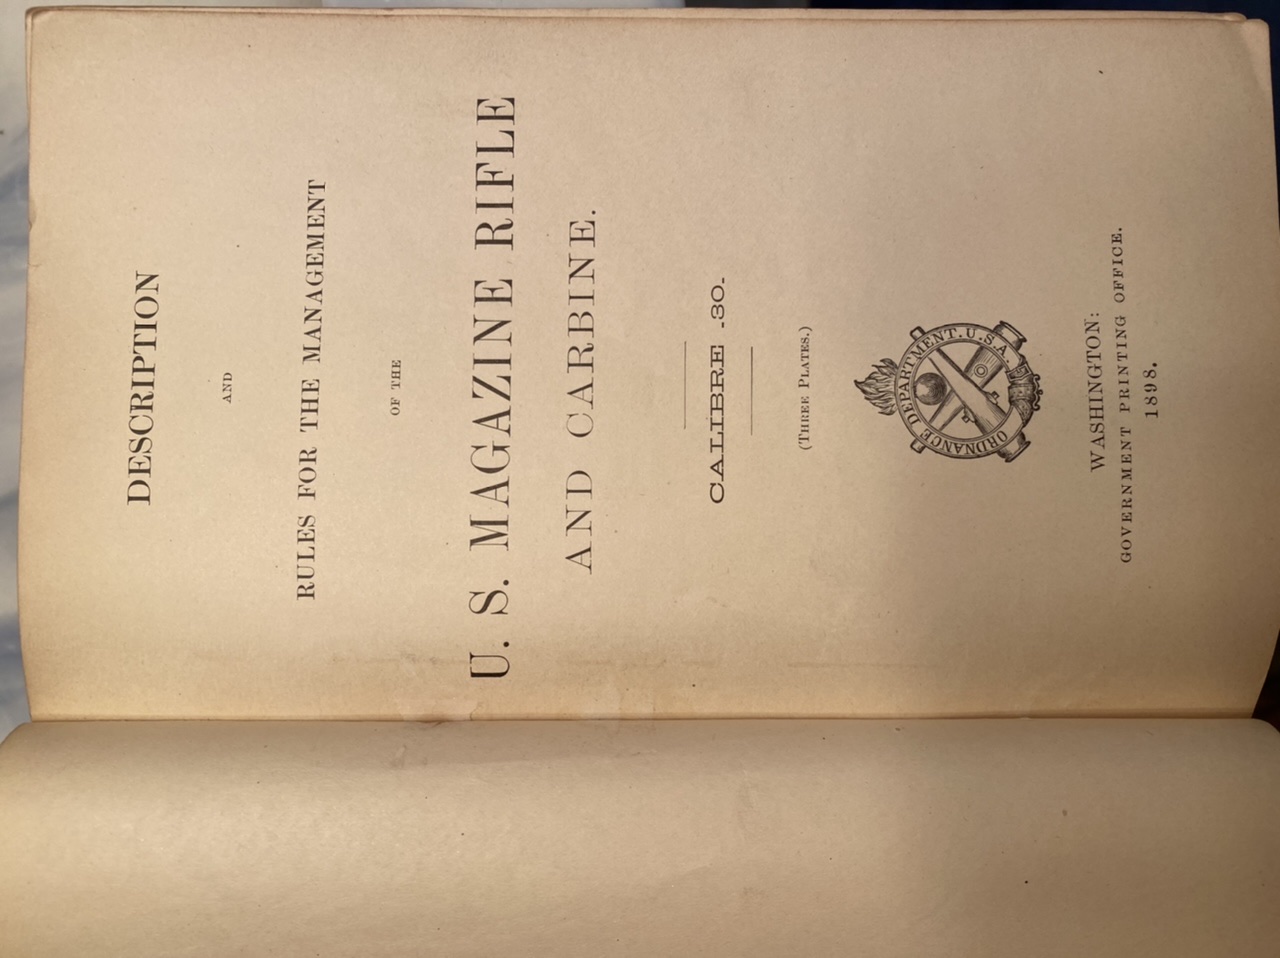 DESCRIPTION
AND
RULES FOR THE MANAGEMENT
OF THE
U. S. MAGAZINE RIFLE
AND CARBINE.
CALIBRE .30.
(THREE PLATES.)
ORDNANCE DEPARTMENT. U.S.A.
WASHINGTON:
GOVERNMENT PRINTING OFFICE.
1898.